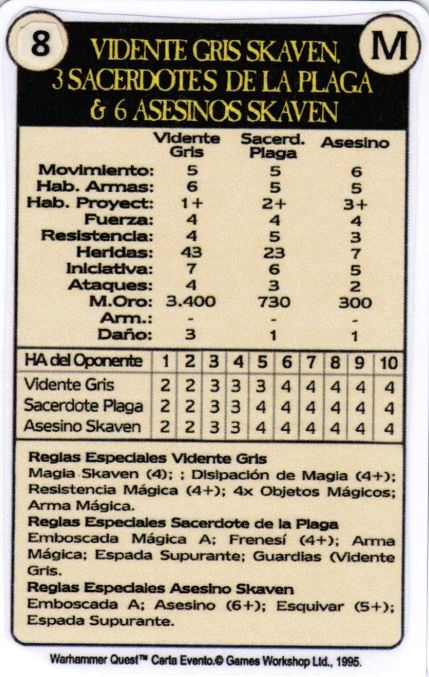 8
M
VIDENTE GRIS SKAVEN,
3 SACERDOTES DE LA PLAGA
& 6 ASESINOS SKAVEN
Vidente Gris Sacerd. Plaga Asesino
Movimiento: 5 5 6
Hab. Armas: 6 5 5
Hab. Proyect: 1+ 2+ 3+
Fuerza: 4 4 4
Resistencia: 4 5 3
Heridas: 43 23 7
Iniciativa: 7 6 5
Ataques: 4 3 2
M.Oro: 3.400 730 300
Arm.: - - -
Daño: 3 1 1
HA del Oponente 1 2 3 4 5 6 7 8 9 10
Vidente Gris 2 2 3 3 3 4 4 4 4 4
Sacerdote Plaga 2 2 3 3 4 4 4 4 4 4
Asesino Skaven 2 2 3 3 4 4 4 4 4 4
Reglas Especiales Vidente Gris
Magia Skaven (4); ; Disipación de Magia (4+);
Resistencia Mágica (4+); 4x Objetos Mágicos;
Arma Mágica.
Reglas Especiales Sacerdote de la Plaga
Emboscada Mágica A; Frenesí (4+); Arma
Mágica; Espada Supurante; Guardias (Vidente
Gris.
Reglas Especiales Asesino Skaven
Emboscada A; Asesino (6+); Esquivar (5+);
Espada Supurante.
Warhammer Quest™ Carta Evento.© Games Workshop Ltd., 1995.